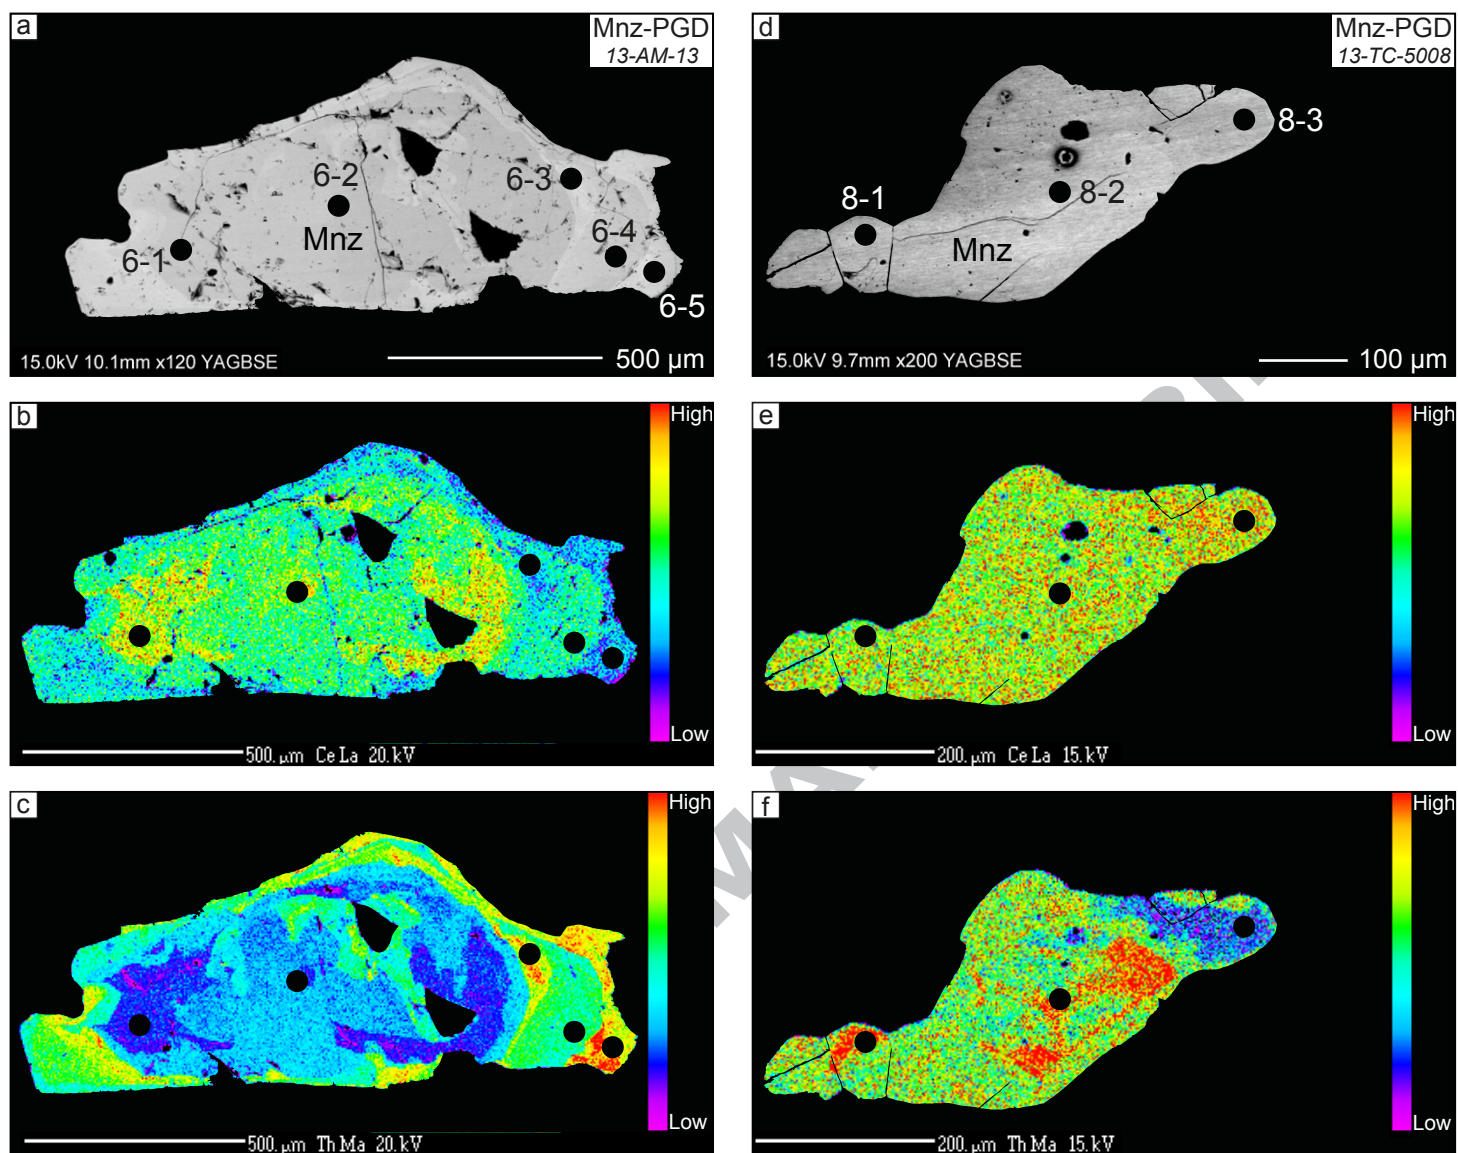 a
Mnz-PGD
13-AM-13
6-1
6-2
Mnz
6-3
6-4
6-5
15.0kV 10.1mm x120 YAGBSE
500 µm
d
Mnz-PGD
13-TC-5008
8-1
8-2
8-3
Mnz
15.0kV 9.7mm x200 YAGBSE
100 µm
b
High
Low
500. µm Ce La 20. kV
e
High
Low
200. µm Ce La 15. kV
c
High
Low
500. µm Th Ma 20. kV
f
High
Low
200. µm Th Ma 15. kV